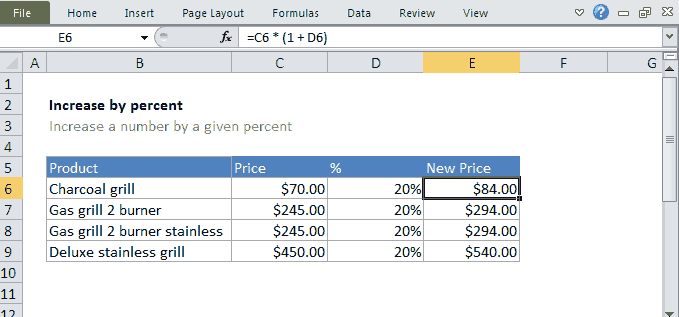 File Home Insert Page Layout Formulas Data Review View
E6 fx =C6 * (1 + D6)
A B C D E F G
1
2 Increase by percent
3 Increase a number by a given percent
4
5 Product Price % New Price
6 Charcoal grill $70.00 20% $84.00
7 Gas grill 2 burner $245.00 20% $294.00
8 Gas grill 2 burner stainless $245.00 20% $294.00
9 Deluxe stainless grill $450.00 20% $540.00
10
11
12